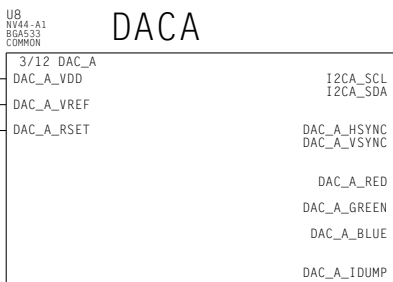 U8
NV44-A1
BGA533
COMMON
DACA
3/12 DAC_A
DAC_A_VDD
DAC_A_VREF
DAC_A_RSET
I2CA_SCL
I2CA_SDA
DAC_A_HSYNC
DAC_A_VSYNC
DAC_A_RED
DAC_A_GREEN
DAC_A_BLUE
DAC_A_IDUMP